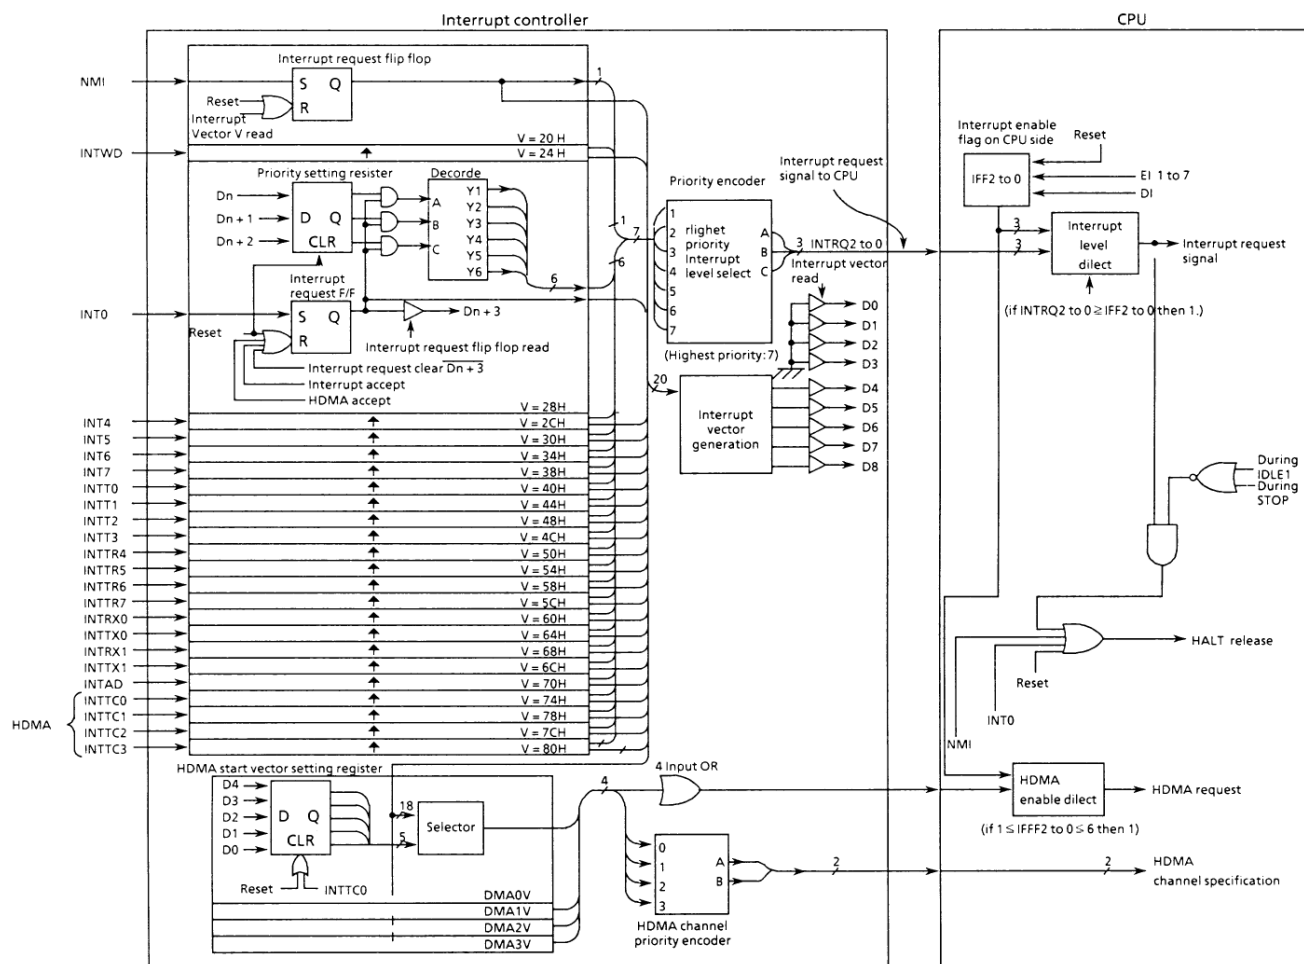 Interrupt controller
CPU
NMI
Interrupt request flip flop
S Q
R
Reset
Interrupt
Vector V read
1
V = 20 H
INTWD
V = 24 H
Priority setting resister
Dn
Dn + 1
Dn + 2
D Q
CLR
Decorde
A
B
C
Y1
Y2
Y3
Y4
Y5
Y6
6
1
7
6
Interrupt
request F/F
INT0
S Q
R
Reset
Dn + 3
Interrupt request flip flop read
Interrupt request clear Dn + 3
Interrupt accept
HDMA accept
V = 28H
INT4
V = 2CH
INT5
V = 30H
INT6
V = 34H
INT7
V = 38H
INTT0
V = 40H
INTT1
V = 44H
INTT2
V = 48H
INTT3
V = 4CH
INTTR4
V = 50H
INTTR5
V = 54H
INTTR6
V = 58H
INTTR7
V = 5CH
INTRX0
V = 60H
INTTX0
V = 64H
INTRX1
V = 68H
INTTX1
V = 6CH
INTAD
V = 70H
HDMA
INTTC0
V = 74H
INTTC1
V = 78H
INTTC2
V = 7CH
INTTC3
V = 80H
Priority encoder
1
2
3
4
5
6
7
rlighet
priority
Interrupt
level select
A
B
C
(Highest priority: 7)
Interrupt request
signal to CPU
3
INTRQ2 to 0
Interrupt vector
read
D0
D1
D2
D3
D4
D5
D6
D7
D8
20
Interrupt
vector
generation
Interrupt enable
flag on CPU side
Reset
IFF2 to 0
EI 1 to 7
DI
3
3
Interrupt
level
dilect
Interrupt request
signal
(if INTRQ2 to 0 ≥ IFF2 to 0 then 1.)
During
IDLE1
During
STOP
HALT release
Reset
INT0
NMI
HDMA start vector setting register
D4
D3
D2
D1
D0
D Q
CLR
Reset
INTTC0
18
5
Selector
DMA0V
DMA1V
DMA2V
DMA3V
4
4 Input OR
0
1
2
3
A
B
HDMA channel
priority encoder
2
HDMA
enable dilect
HDMA request
(if 1 ≤ IFFF2 to 0 ≤ 6 then 1)
2
HDMA
channel specification